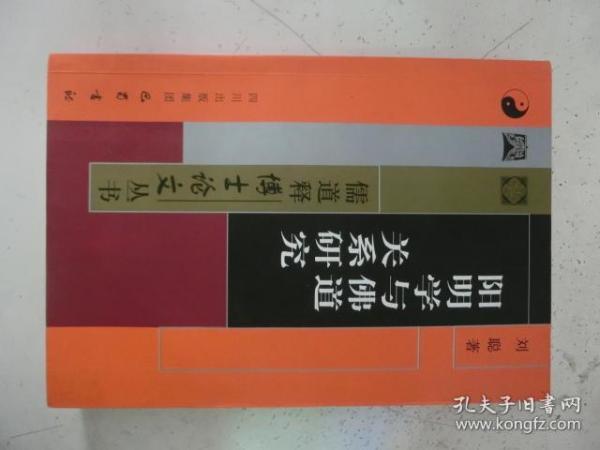 刘聪 著
阳明学与佛道
关系研究
儒道释博士论文丛书
四川出版集团 巴蜀书社
孔夫子旧书网
www.kongfz.com